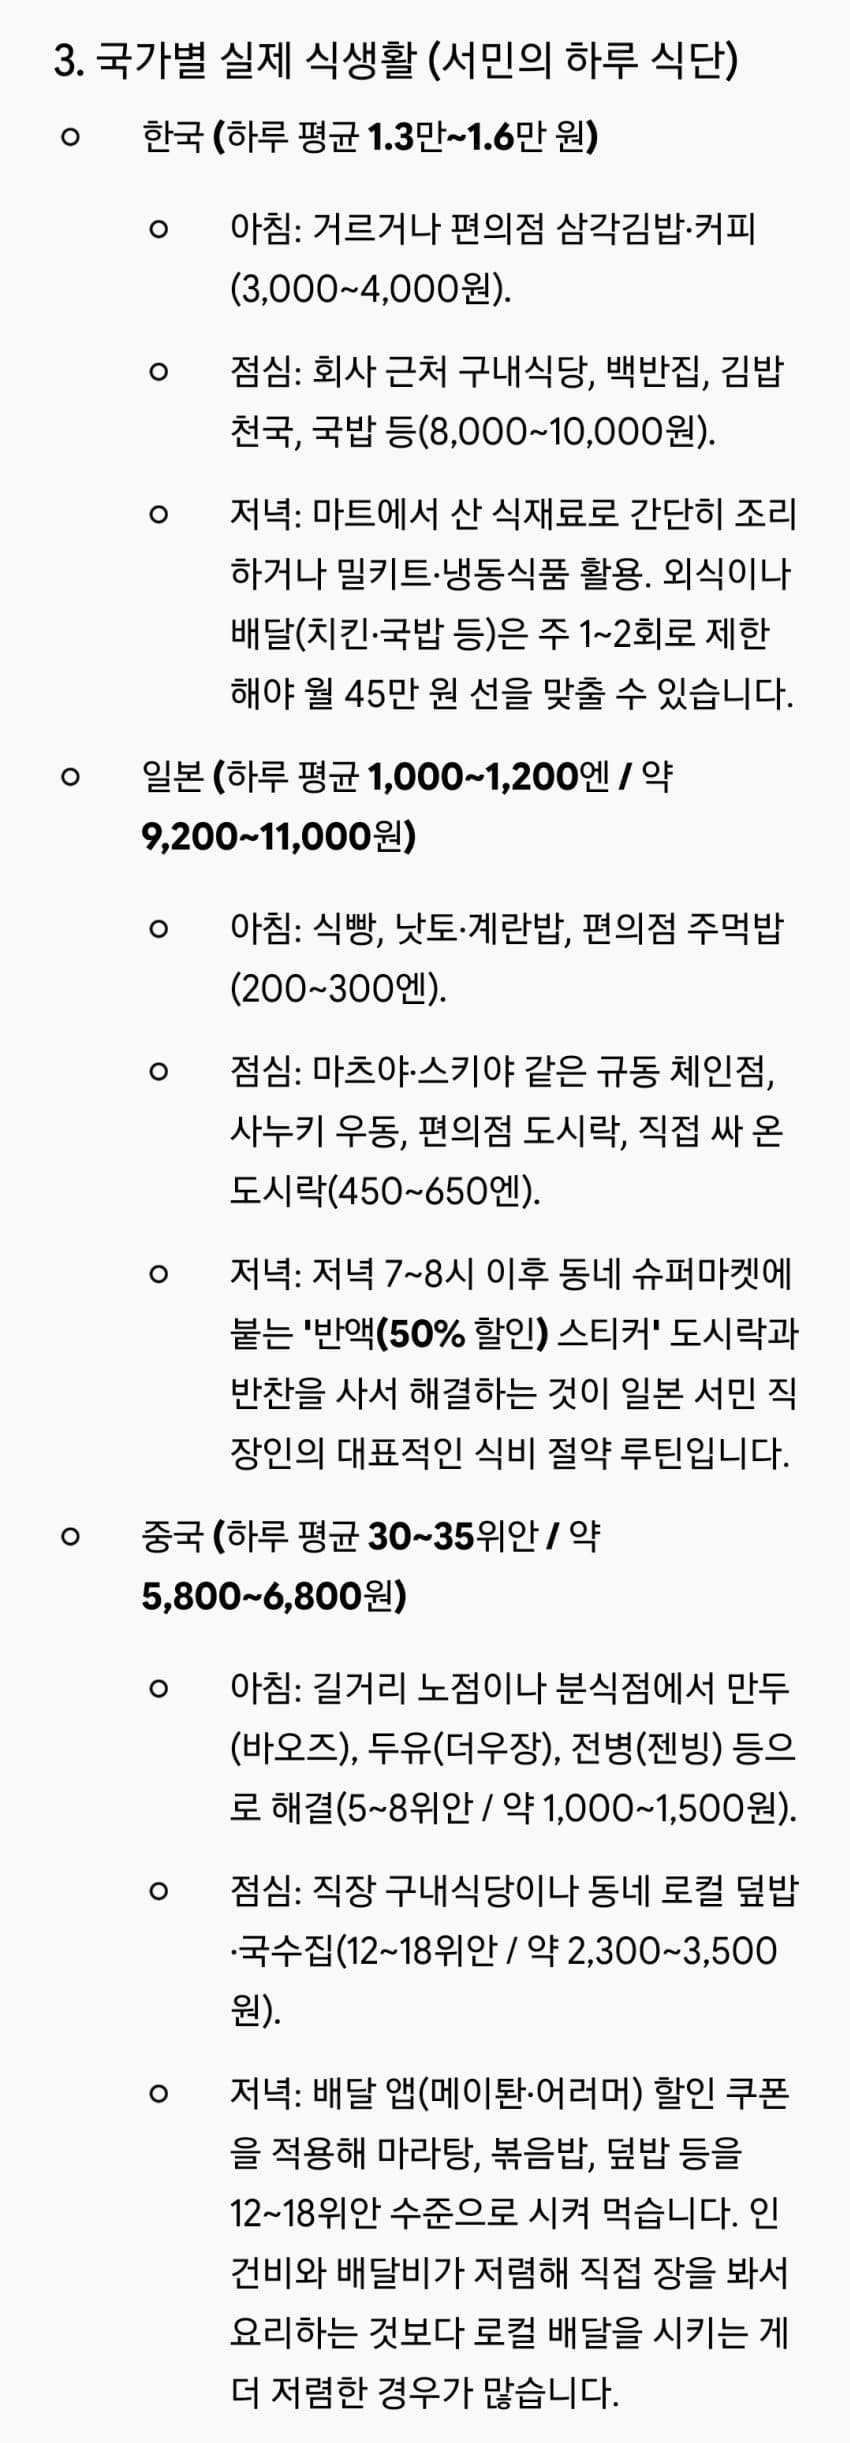 3. 국가별 실제 식생활 (서민의 하루 식단)
한국 (하루 평균 1.3만~1.6만 원)
아침: 거르거나 편의점 삼각김밥·커피
(3,000~4,000원).
점심: 회사 근처 구내식당, 백반집, 김밥
천국, 국밥 등(8,000~10,000원).
저녁: 마트에서 산 식재료로 간단히 조리
하거나 밀키트·냉동식품 활용. 외식이나
배달(치킨·국밥 등)은 주 1~2회로 제한
해야 월 45만 원 선을 맞출 수 있습니다.
일본 (하루 평균 1,000~1,200엔 / 약
9,200~11,000원)
아침: 식빵, 낫토·계란밥, 편의점 주먹밥
(200~300엔).
점심: 마츠야·스키야 같은 규동 체인점,
사누키 우동, 편의점 도시락, 직접 싸 온
도시락(450~650엔).
저녁: 저녁 7~8시 이후 동네 슈퍼마켓에
붙는 '반액(50% 할인) 스티커' 도시락과
반찬을 사서 해결하는 것이 일본 서민 직
장인의 대표적인 식비 절약 루틴입니다.
중국 (하루 평균 30~35위안 / 약
5,800~6,800원)
아침: 길거리 노점이나 분식점에서 만두
(바오즈), 두유(더우장), 전병(젠빙) 등으
로 해결(5~8위안 / 약 1,000~1,500원).
점심: 직장 구내식당이나 동네 로컬 덮밥
·국수집(12~18위안 / 약 2,300~3,500
원).
저녁: 배달 앱(메이퇀·어러머) 할인 쿠폰
을 적용해 마라탕, 볶음밥, 덮밥 등을
12~18위안 수준으로 시켜 먹습니다. 인
건비와 배달비가 저렴해 직접 장을 봐서
요리하는 것보다 로컬 배달을 시키는 게
더 저렴한 경우가 많습니다.